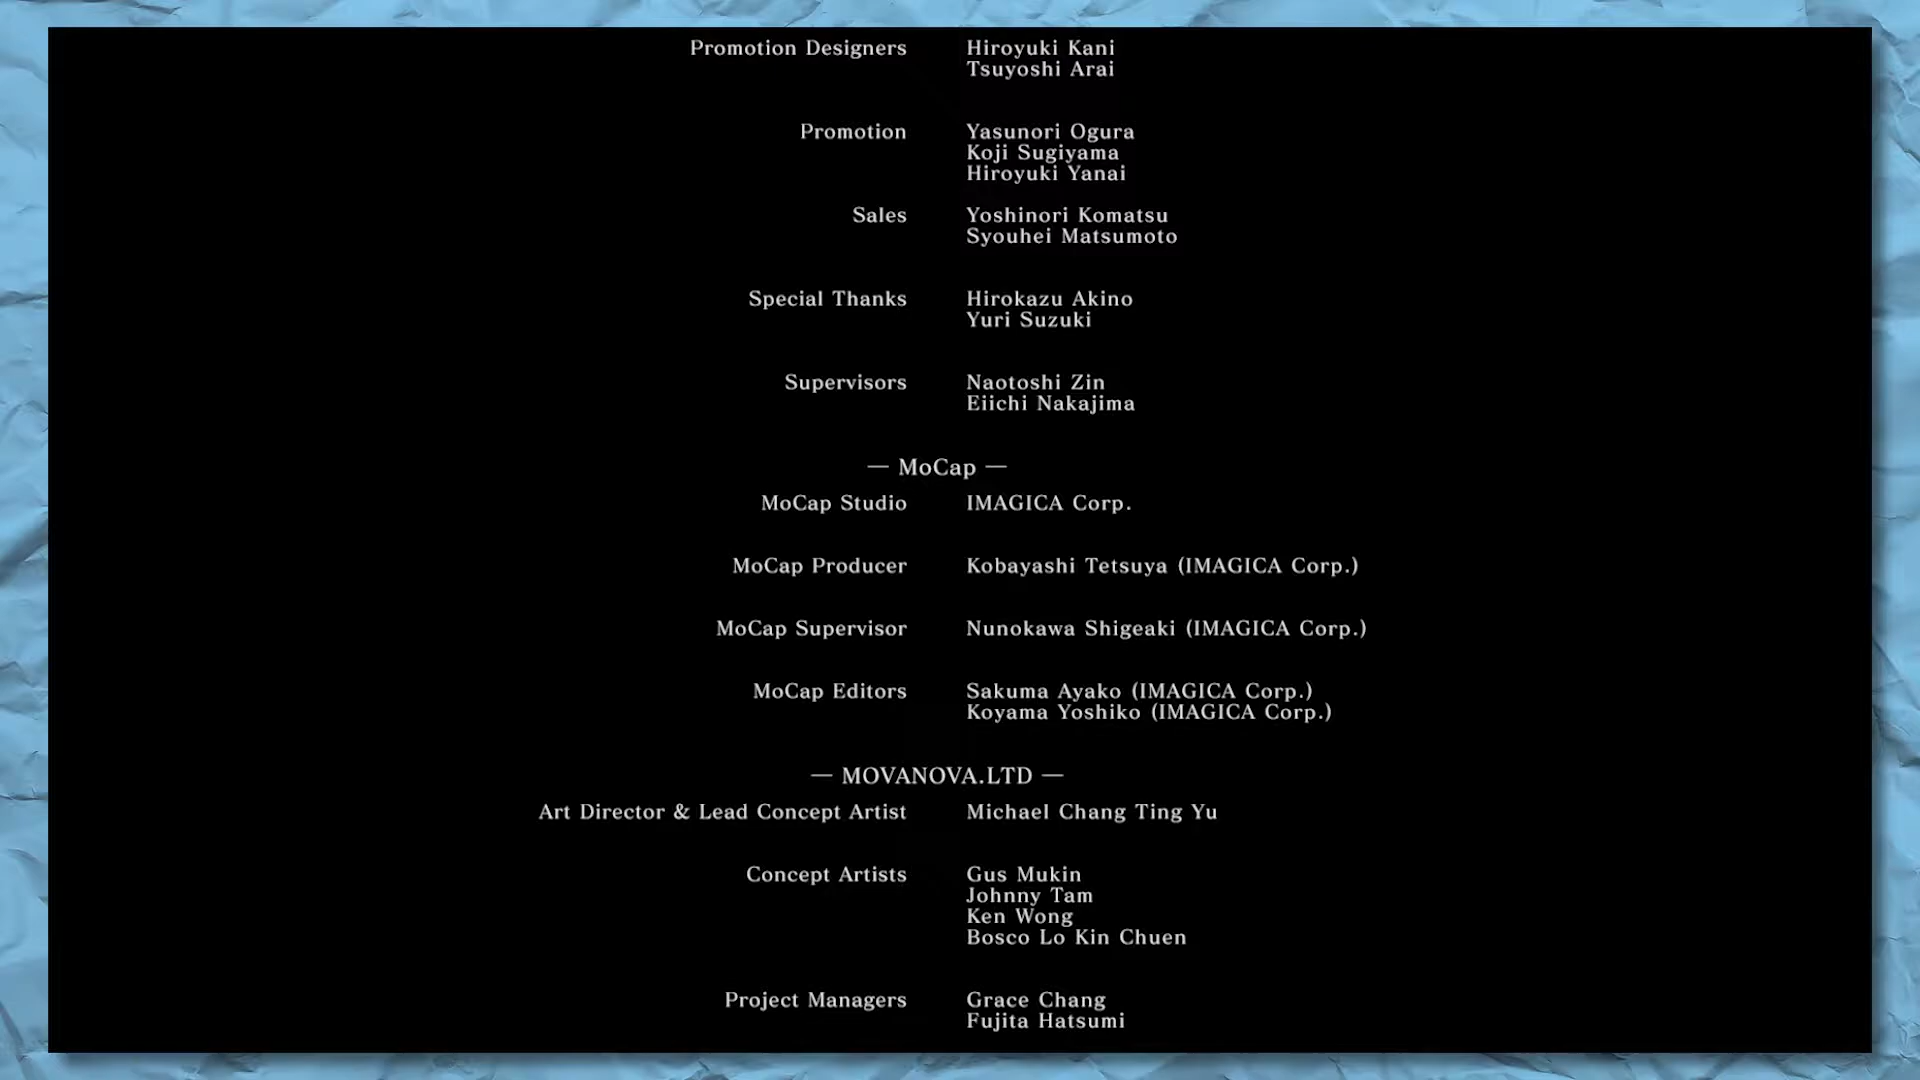 Promotion Designers Hiroyuki Kani
Tsuyoshi Arai
Promotion Yasunori Ogura
Koji Sugiyama
Hiroyuki Yanai
Sales Yoshinori Komatsu
Syouhei Matsumoto
Special Thanks Hirokazu Akino
Yuri Suzuki
Supervisors Naotoshi Zin
Eiichi Nakajima
— MoCap —
MoCap Studio IMAGICA Corp.
MoCap Producer Kobayashi Tetsuya (IMAGICA Corp.)
MoCap Supervisor Nunokawa Shigeaki (IMAGICA Corp.)
MoCap Editors Sakuma Ayako (IMAGICA Corp.)
Koyama Yoshiko (IMAGICA Corp.)
— MOVANOVA.LTD —
Art Director & Lead Concept Artist Michael Chang Ting Yu
Concept Artists Gus Mukin
Johnny Tam
Ken Wong
Bosco Lo Kin Chuen
Project Managers Grace Chang
Fujita Hatsumi